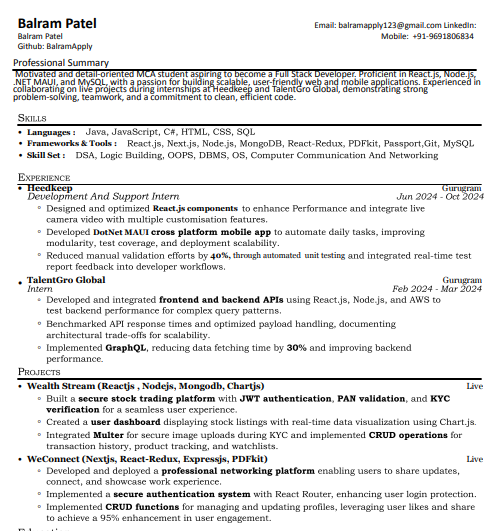 Balram Patel
Email: balramapply123@gmail.com LinkedIn:
Balram Patel
Mobile: +91-9691806834
Github: BalramApply
Professional Summary
Motivated and detail-oriented MCA student aspiring to become a Full Stack Developer. Proficient in React.js, Node.js,
.NET MAUI, and MySQL, with a passion for building scalable, user-friendly web and mobile applications. Experienced in
collaborating on live projects during internships at Heedkeep and TalentGro Global, demonstrating strong
problem-solving, teamwork, and a commitment to clean, efficient code.
SKILLS
• Languages : Java, JavaScript, C#, HTML, CSS, SQL
• Frameworks & Tools : React.js, Next.js, Node.js, MongoDB, React-Redux, PDFkit, Passport,Git, MySQL
• Skill Set : DSA, Logic Building, OOPS, DBMS, OS, Computer Communication And Networking
EXPERIENCE
• Heedkeep Gurugram
Development And Support Intern Jun 2024 - Oct 2024
◦ Designed and optimized React.js components to enhance Performance and integrate live
camera video with multiple customisation features.
◦ Developed DotNet MAUI cross platform mobile app to automate daily tasks, improving
modularity, test coverage, and deployment scalability.
◦ Reduced manual validation efforts by 40%, through automated unit testing and integrated real-time test
report feedback into developer workflows.
• TalentGro Global Gurugram
Intern Feb 2024 - Mar 2024
◦ Developed and integrated frontend and backend APIs using React.js, Node.js, and AWS to
test backend performance for complex query patterns.
◦ Benchmarked API response times and optimized payload handling, documenting
architectural trade-offs for scalability.
◦ Implemented GraphQL, reducing data fetching time by 30% and improving backend
performance.
PROJECTS
• Wealth Stream (Reactjs , Nodejs, Mongodb, Chartjs) Live
◦ Built a secure stock trading platform with JWT authentication, PAN validation, and KYC
verification for a seamless user experience.
◦ Created a user dashboard displaying stock listings with real-time data visualization using Chart.js.
◦ Integrated Multer for secure image uploads during KYC and implemented CRUD operations for
transaction history, product tracking, and watchlists.
• WeConnect (Nextjs, React-Redux, Expressjs, PDFkit) Live
◦ Developed and deployed a professional networking platform enabling users to share updates,
connect, and showcase work experience.
◦ Implemented a secure authentication system with React Router, enhancing user login protection.
◦ Implemented CRUD functions for managing and updating profiles, leveraging user likes and share
to achieve a 95% enhancement in user engagement.